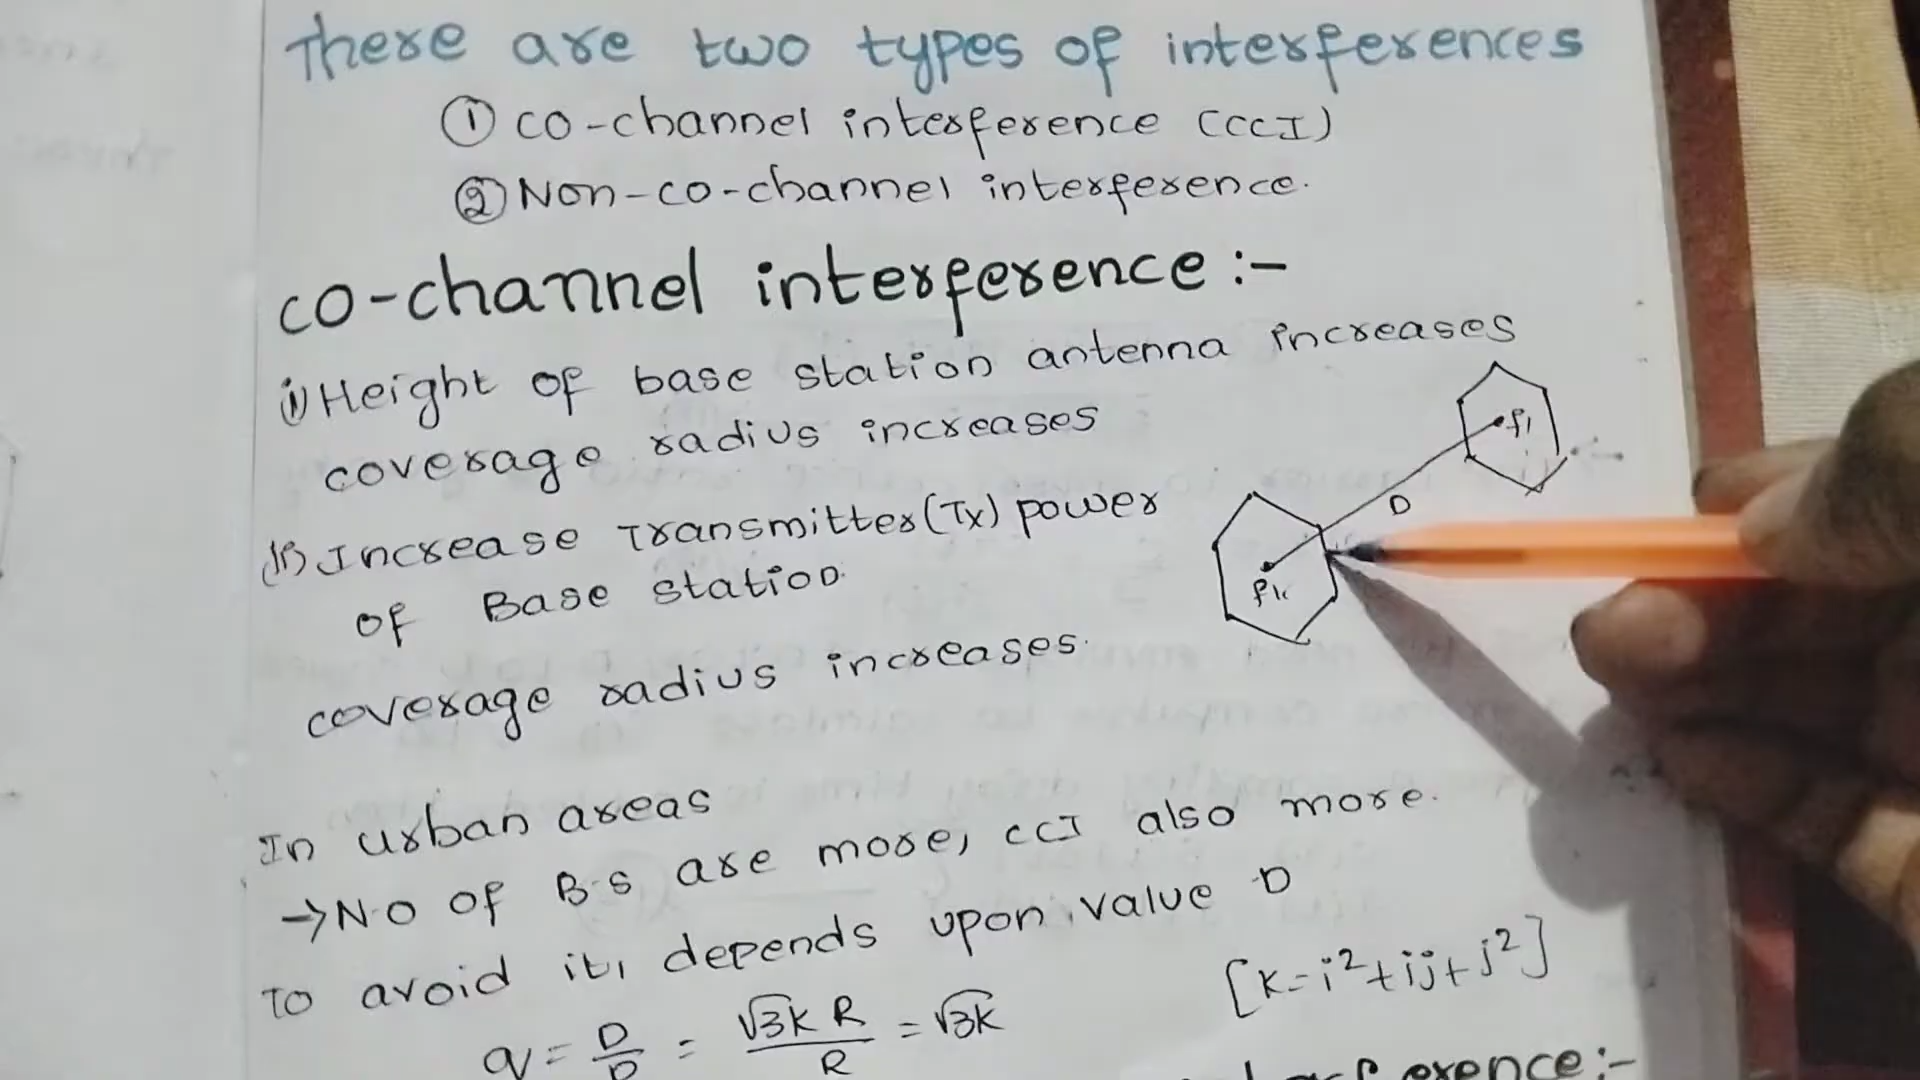 There are two types of interferences
① co-channel interference (CCI)
② Non-co-channel interference.
co-channel interference :-
i) Height of base station antenna increases
coverage radius increases
ii) Increase Transmitter (Tx) power
of Base station
coverage radius increases.
f1
D
f1
In urban areas
→ N.O of B.S are more, CCI also more.
To avoid it, depends upon value D
[K = i² + ij + j²]
q = D/R = √3K R / R = √3K